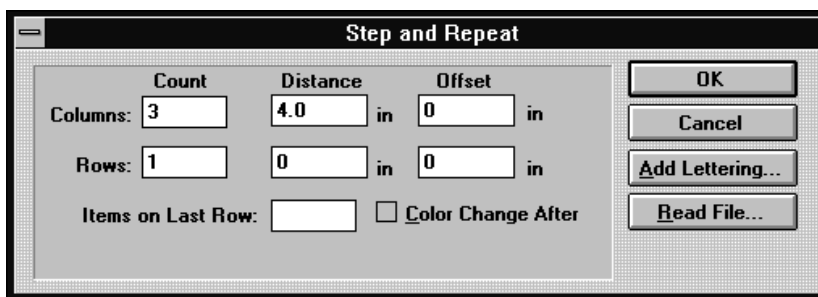 Step and Repeat
Count Distance Offset
Columns: 3 4.0 in 0 in
Rows: 1 0 in 0 in
Items on Last Row: Color Change After
OK
Cancel
Add Lettering...
Read File...